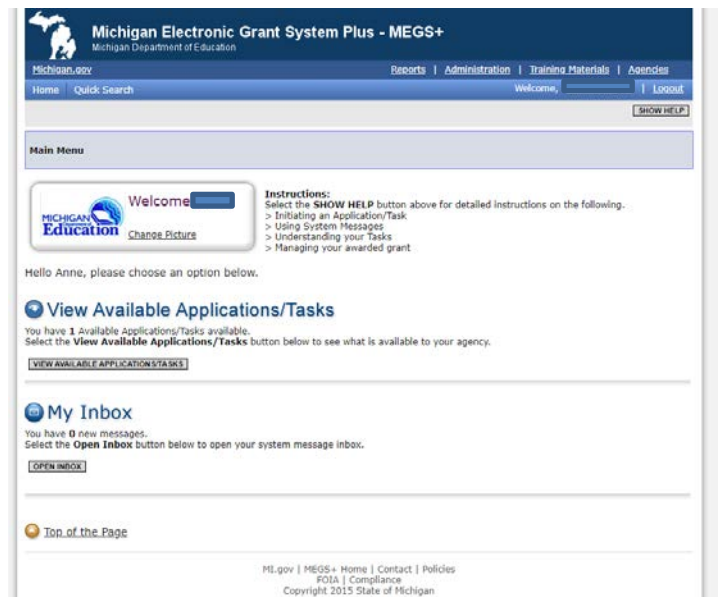 Michigan Electronic Grant System Plus - MEGS+
Michigan Department of Education
Michigan.gov Reports | Administration | Training Materials | Agencies
Home Quick Search Welcome, | Logout
SHOW HELP
Main Menu
MICHIGAN
Education
Welcome
Change Picture
Instructions:
Select the SHOW HELP button above for detailed instructions on the following.
> Initiating an Application/Task
> Using System Messages
> Understanding your Tasks
> Managing your awarded grant
Hello Anne, please choose an option below.
View Available Applications/Tasks
You have 1 Available Applications/Tasks available.
Select the View Available Applications/Tasks button below to see what is available to your agency.
VIEW AVAILABLE APPLICATIONS/TASKS
My Inbox
You have 0 new messages.
Select the Open Inbox button below to open your system message inbox.
OPEN INBOX
Top of the Page
MI.gov | MEGS+ Home | Contact | Policies
FOIA | Compliance
Copyright 2015 State of Michigan